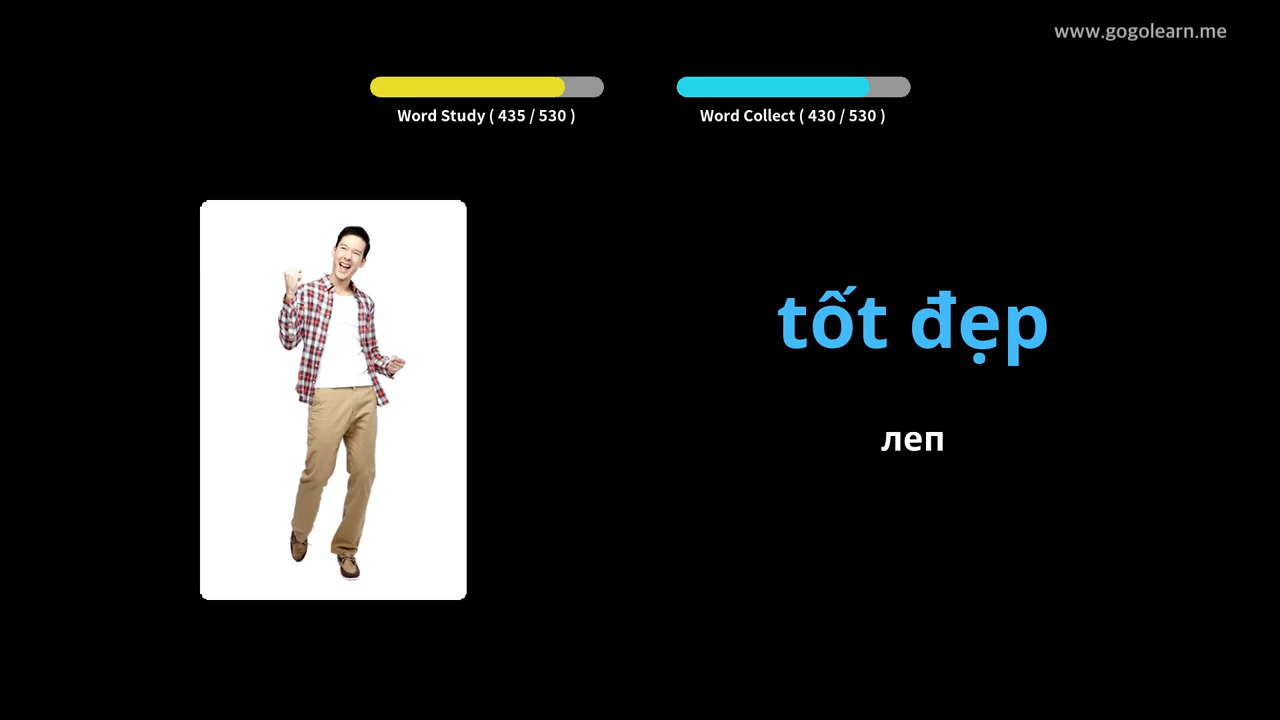 www.gogolearn.me
Word Study ( 435 / 530 )
Word Collect ( 430 / 530 )
tốt đẹp
леп